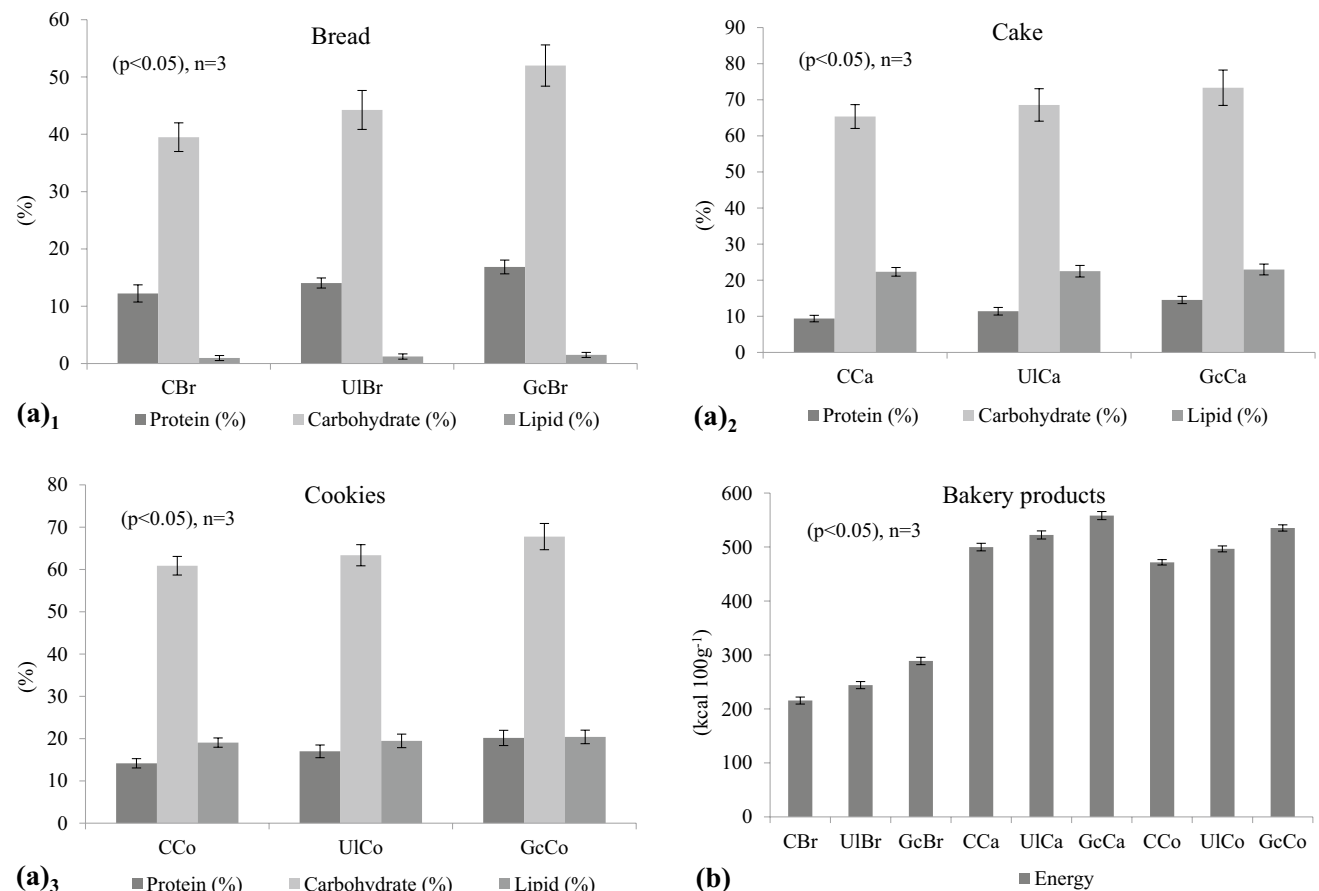 Bread
(p<0.05), n=3
60
50
40
30
20
10
0
(%)
CBr UlBr GcBr
(a)1
Protein (%) Carbohydrate (%) Lipid (%)
Cake
(p<0.05), n=3
90
80
70
60
50
40
30
20
10
0
(%)
CCa UlCa GcCa
(a)2
Protein (%) Carbohydrate (%) Lipid (%)
Cookies
(p<0.05), n=3
80
70
60
50
40
30
20
10
0
(%)
CCo UlCo GcCo
(a)3
Protein (%) Carbohydrate (%) Lipid (%)
Bakery products
(p<0.05), n=3
600
500
400
300
200
100
0
(kcal 100g-1)
CBr UlBr GcBr CCa UlCa GcCa CCo UlCo GcCo
(b)
Energy